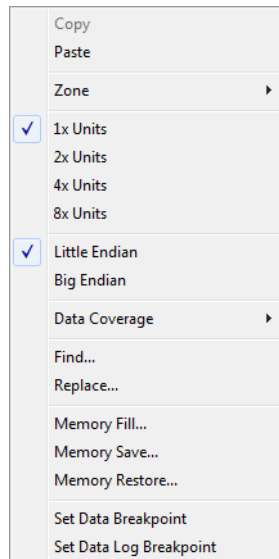 Copy
Paste
Zone
1x Units
2x Units
4x Units
8x Units
Little Endian
Big Endian
Data Coverage
Find...
Replace...
Memory Fill...
Memory Save...
Memory Restore...
Set Data Breakpoint
Set Data Log Breakpoint